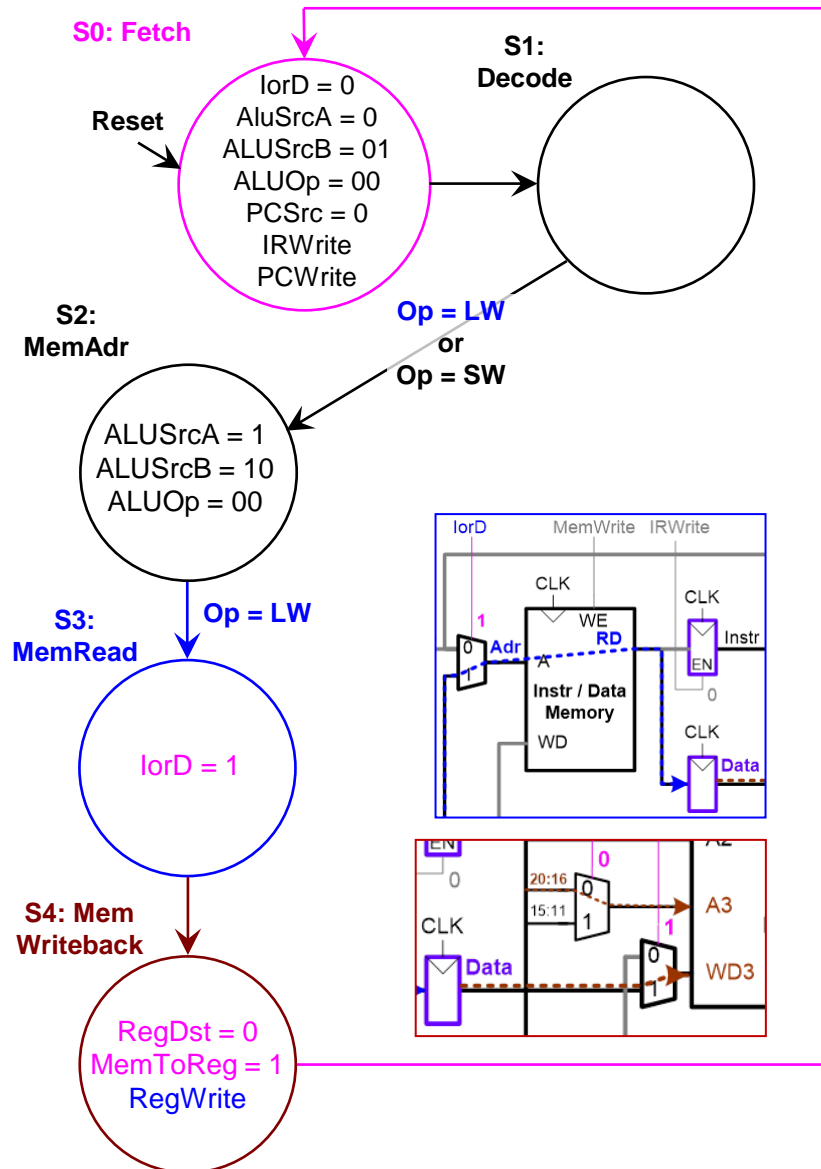 S0: Fetch
S1:
Decode
Reset
IorD = 0
AluSrcA = 0
ALUSrcB = 01
ALUOp = 00
PCSrc = 0
IRWrite
PCWrite
S2:
MemAdr
Op = LW
or
Op = SW
ALUSrcA = 1
ALUSrcB = 10
ALUOp = 00
S3:
MemRead
Op = LW
IorD = 1
S4: Mem
Writeback
RegDst = 0
MemToReg = 1
RegWrite
IorD
MemWrite
IRWrite
CLK
CLK
WE
1
0
1
Adr
A
RD
Instr
EN
0
Instr / Data
Memory
WD
CLK
Data
EN
0
0
A2
20:16
0
15:11
1
A3
1
CLK
Data
0
1
WD3